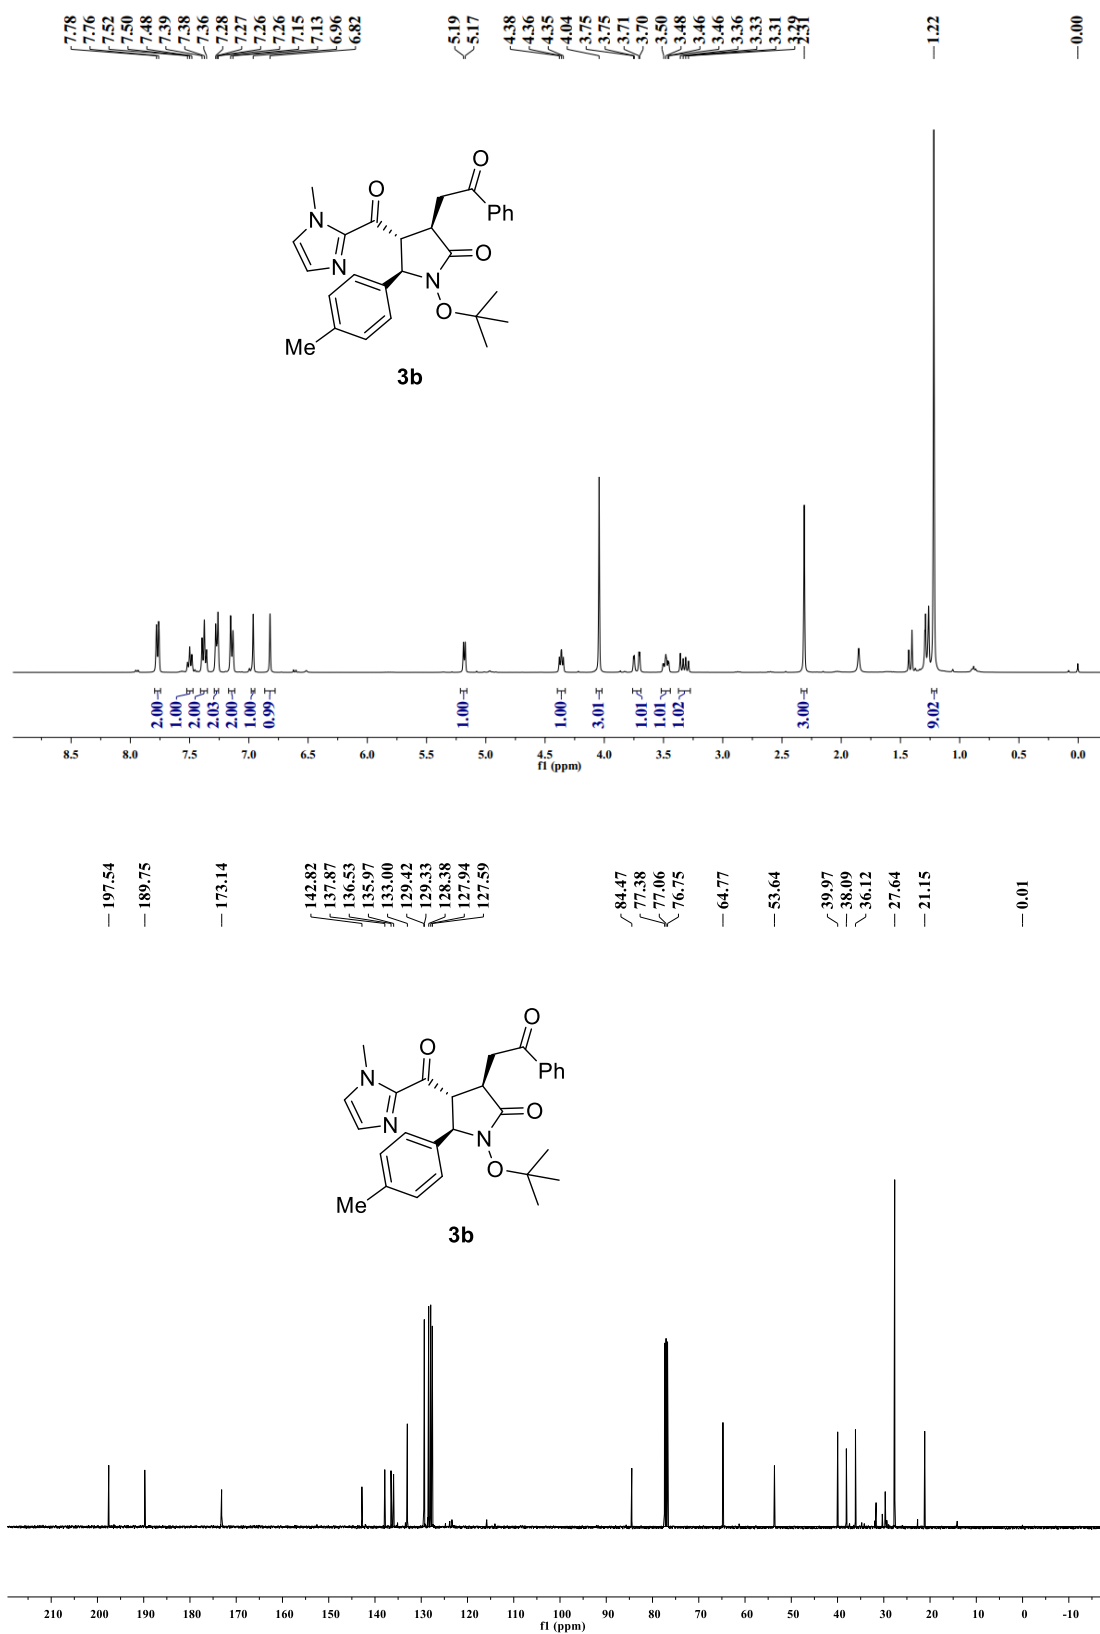 7.78 7.76 7.52 7.50 7.48 7.39 7.38 7.36 7.28 7.27 7.26 7.26 7.15 7.13 6.96 6.82 5.19 5.17 4.38 4.36 4.35 4.04 3.75 3.75 3.71 3.70 3.50 3.48 3.46 3.46 3.36 3.33 3.31 3.29 2.31 1.22 0.00
O
O
N
Ph
O
N
N
O
Me
3b
2.00 1.00 2.00 2.03 2.00 1.00 0.99 1.00 1.00 3.01 1.01 1.01 1.02 3.00 9.02
8.5 8.0 7.5 7.0 6.5 6.0 5.5 5.0 4.5 4.0 3.5 3.0 2.5 2.0 1.5 1.0 0.5 0.0
f1 (ppm)
197.54 189.75 173.14 142.82 137.87 136.53 135.97 133.00 129.42 129.33 128.38 127.94 127.59 84.47 77.38 77.06 76.75 64.77 53.64 39.97 38.09 36.12 27.64 21.15 0.01
O
O
N
Ph
O
N
N
O
Me
3b
210 200 190 180 170 160 150 140 130 120 110 100 90 80 70 60 50 40 30 20 10 0 -10
f1 (ppm)